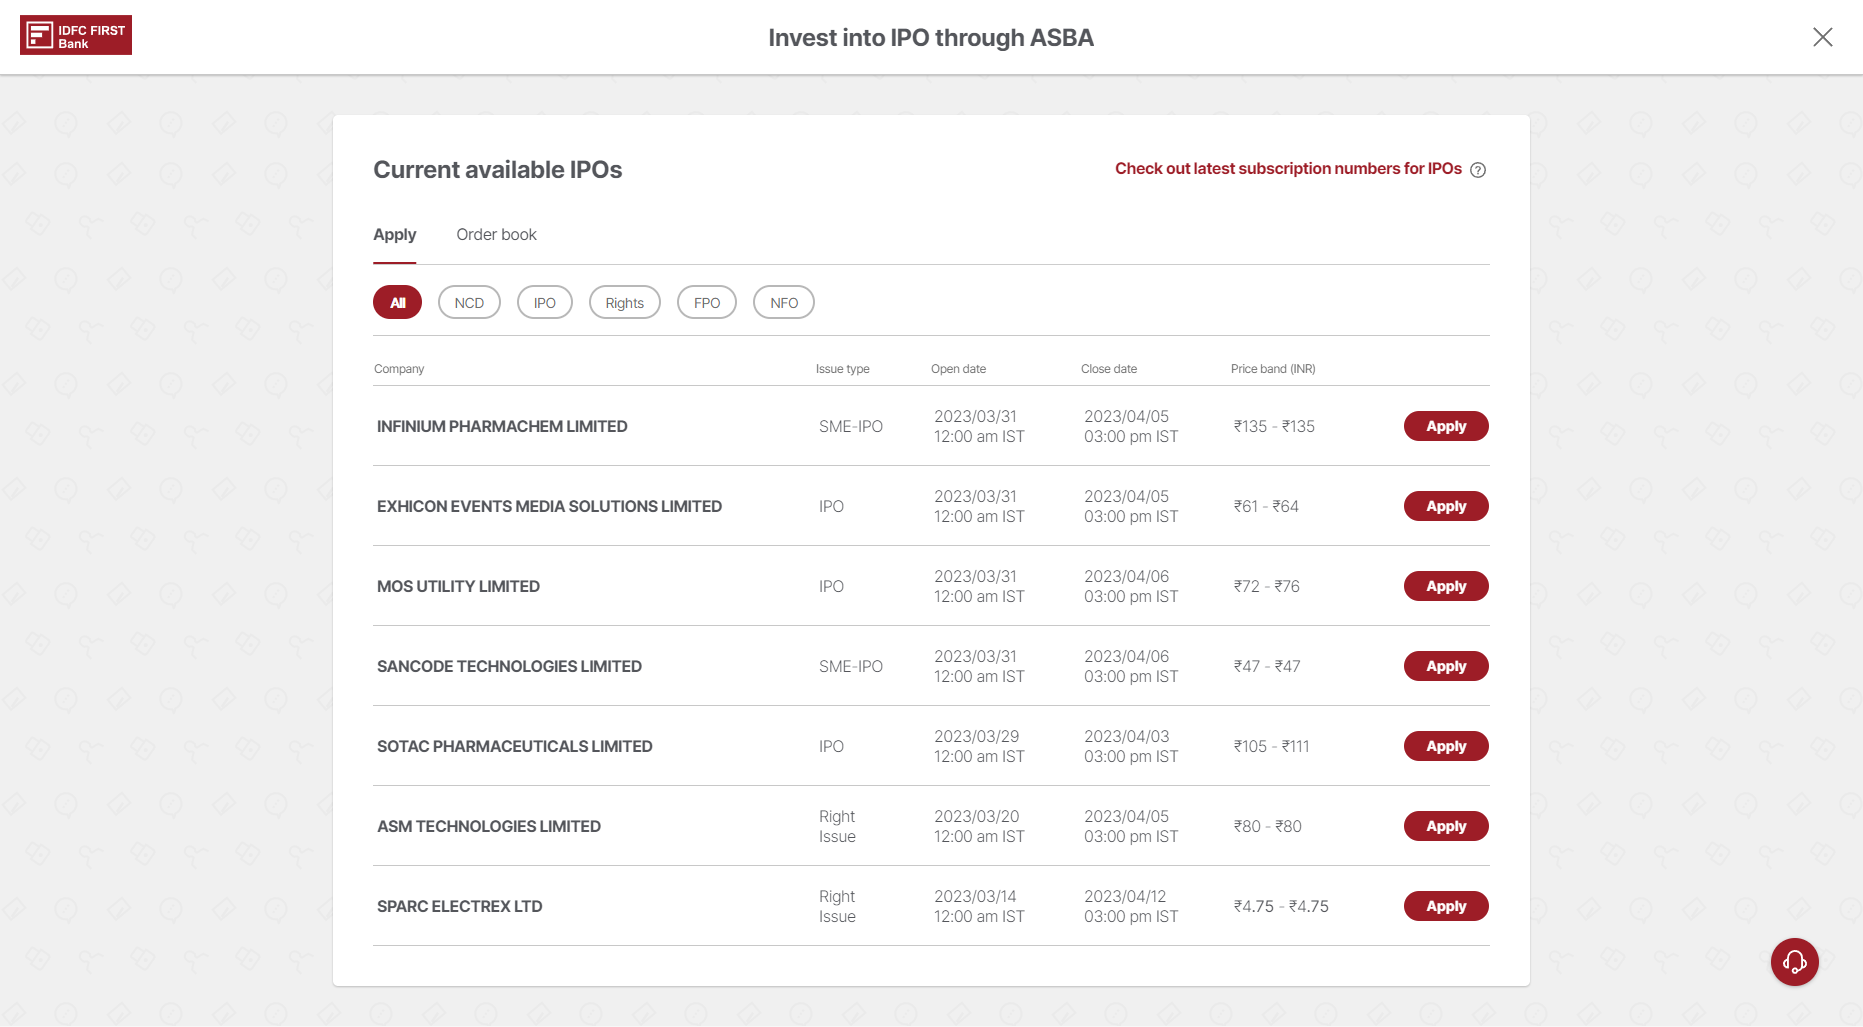 IDFC FIRST
Bank
Invest into IPO through ASBA
Current available IPOs
Check out latest subscription numbers for IPOs ?
Apply Order book
All NCD IPO Rights FPO NFO
Company Issue type Open date Close date Price band (INR)
INFINIUM PHARMACHEM LIMITED SME-IPO 2023/03/31 12:00 am IST 2023/04/05 03:00 pm IST ₹135 - ₹135 Apply
EXHICON EVENTS MEDIA SOLUTIONS LIMITED IPO 2023/03/31 12:00 am IST 2023/04/05 03:00 pm IST ₹61 - ₹64 Apply
MOS UTILITY LIMITED IPO 2023/03/31 12:00 am IST 2023/04/06 03:00 pm IST ₹72 - ₹76 Apply
SANCODE TECHNOLOGIES LIMITED SME-IPO 2023/03/31 12:00 am IST 2023/04/06 03:00 pm IST ₹47 - ₹47 Apply
SOTAC PHARMACEUTICALS LIMITED IPO 2023/03/29 12:00 am IST 2023/04/03 03:00 pm IST ₹105 - ₹111 Apply
ASM TECHNOLOGIES LIMITED Right Issue 2023/03/20 12:00 am IST 2023/04/05 03:00 pm IST ₹80 - ₹80 Apply
SPARC ELECTREX LTD Right Issue 2023/03/14 12:00 am IST 2023/04/12 03:00 pm IST ₹4.75 - ₹4.75 Apply